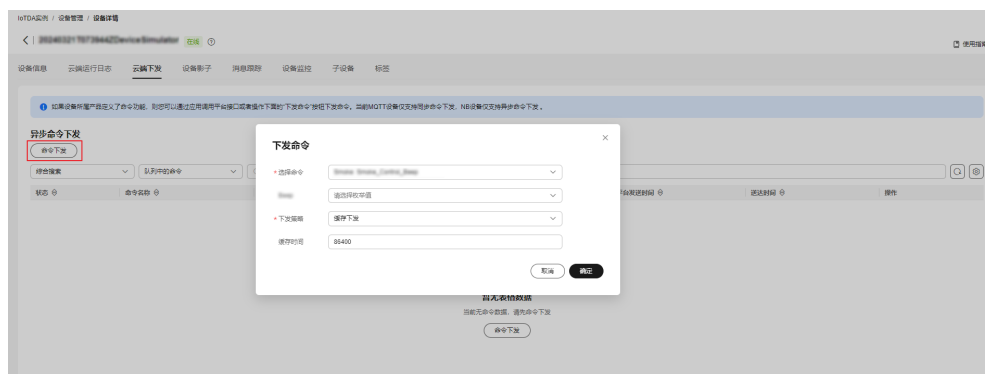 IoTDA实例 / 设备管理 / 设备详情
在线
使用指南
设备信息 云端运行日志 云端下发 设备影子 消息跟踪 设备监控 子设备 标签
如果设备所属产品定义了命令功能，则您可以通过应用调用平台接口或者操作下面的"下发命令"按钮下发命令。当前MQTT设备仅支持同步命令下发，NB设备仅支持异步命令下发。
异步命令下发
命令下发
综合搜索 队列中的命令
状态 命令名称 平台发送时间 送达时间 操作
下发命令
* 选择命令
请选择枚举值
* 下发策略 缓存下发
缓存时间 86400
取消 确定
暂无表格数据
当前无命令数据，请先命令下发
命令下发